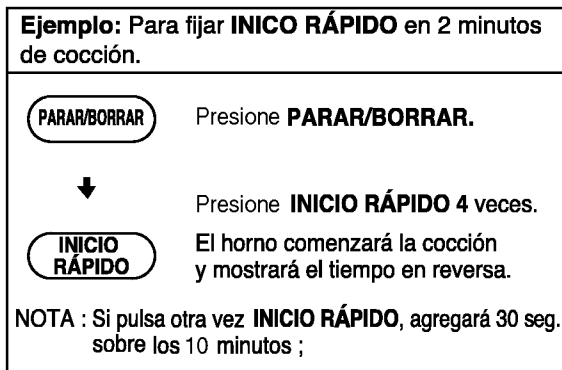 Ejemplo: Para fijar INICO RÁPIDO en 2 minutos
de cocción.
PARAR/BORRAR
Presione PARAR/BORRAR.
Presione INICIO RÁPIDO 4 veces.
INICIO
RÁPIDO
El horno comenzará la cocción
y mostrará el tiempo en reversa.
NOTA : Si pulsa otra vez INICIO RÁPIDO, agregará 30 seg.
sobre los 10 minutos ;